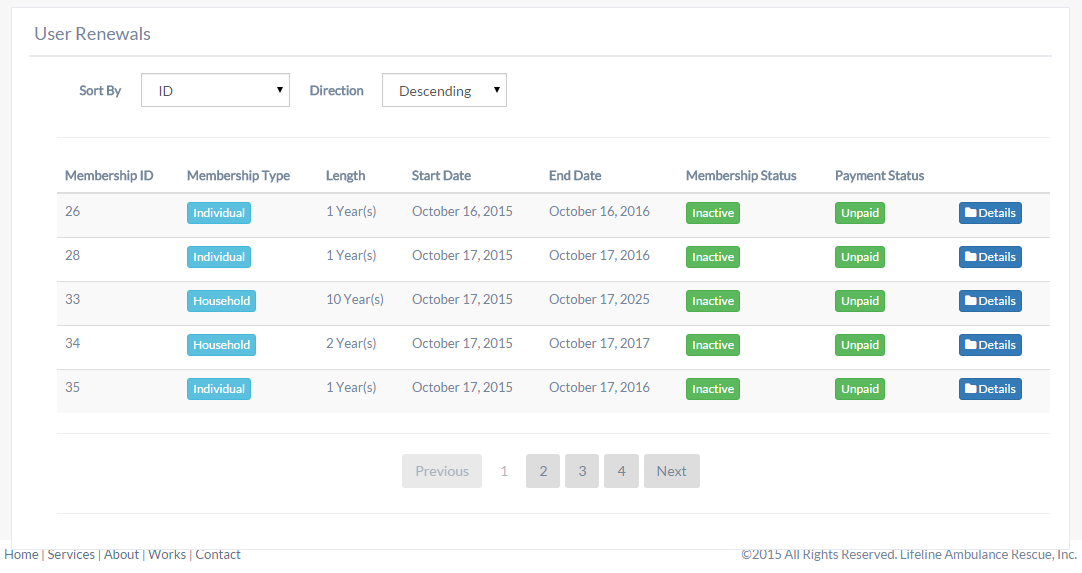 User Renewals
Sort By ID Direction Descending
Membership ID Membership Type Length Start Date End Date Membership Status Payment Status
26 Individual 1 Year(s) October 16, 2015 October 16, 2016 Inactive Unpaid Details
28 Individual 1 Year(s) October 17, 2015 October 17, 2016 Inactive Unpaid Details
33 Household 10 Year(s) October 17, 2015 October 17, 2025 Inactive Unpaid Details
34 Household 2 Year(s) October 17, 2015 October 17, 2017 Inactive Unpaid Details
35 Individual 1 Year(s) October 17, 2015 October 17, 2016 Inactive Unpaid Details
Previous 1 2 3 4 Next
Home | Services | About | Works | Contact ©2015 All Rights Reserved. Lifeline Ambulance Rescue, Inc.